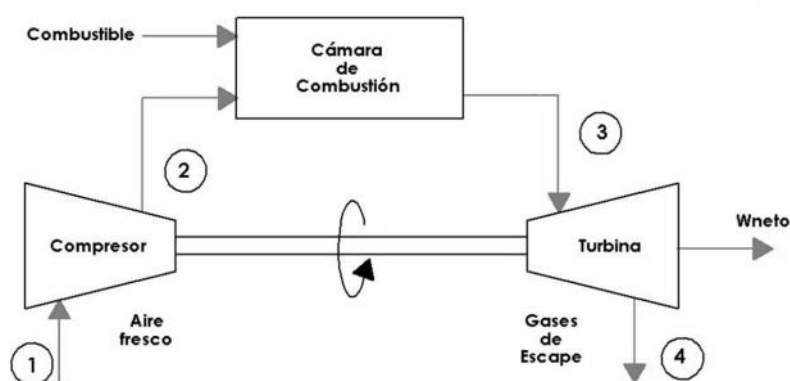 Combustible
Cámara
de
Combustión
2
3
Compresor
Turbina
Wneto
Aire
fresco
Gases
de
Escape
1
4